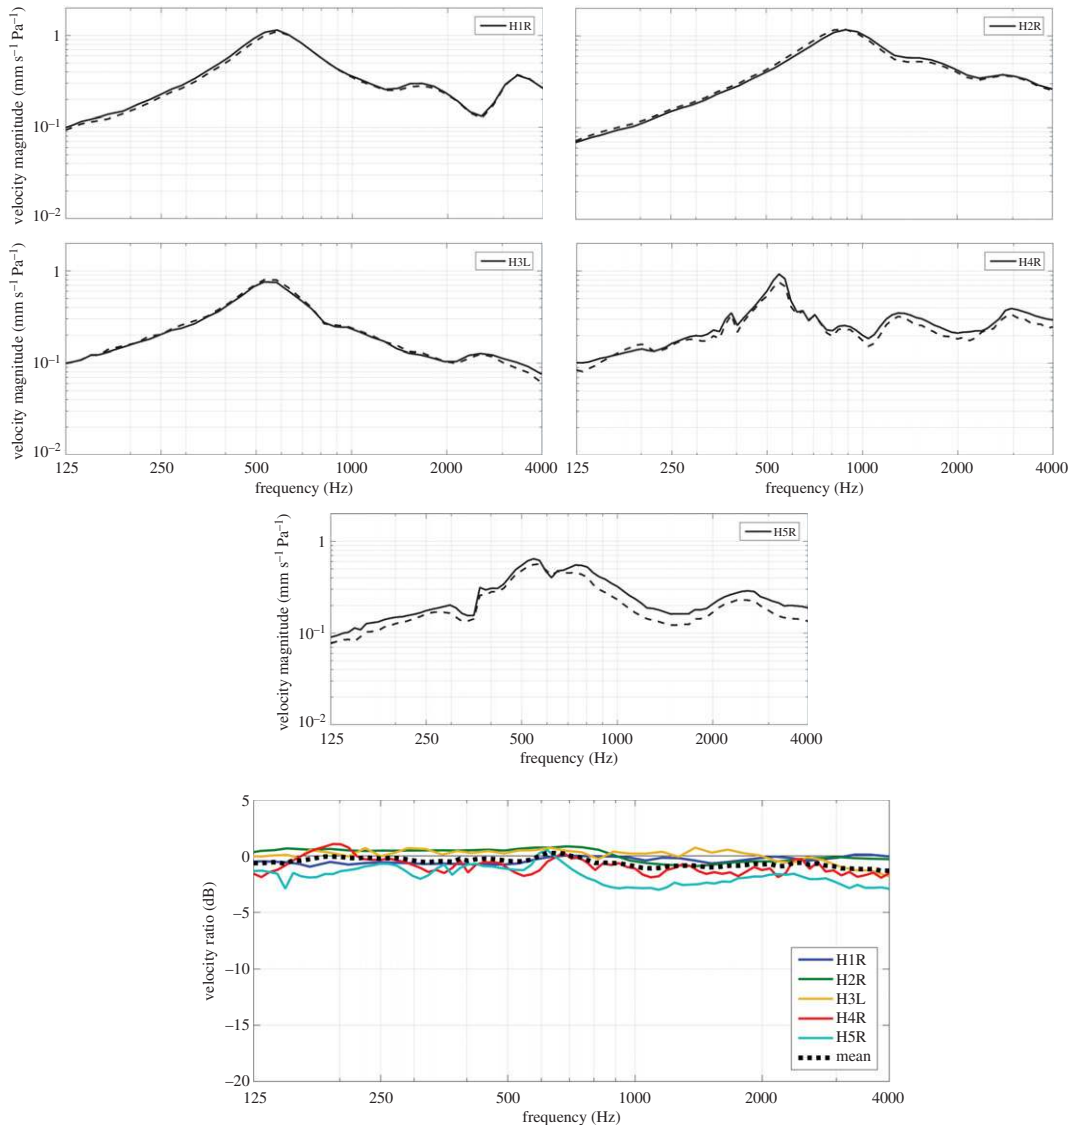 velocity magnitude (mm s⁻¹ Pa⁻¹)
1
10⁻¹
10⁻²
H1R
H2R
velocity magnitude (mm s⁻¹ Pa⁻¹)
1
10⁻¹
10⁻²
H3L
125 250 500 1000 2000 4000
frequency (Hz)
H4R
125 250 500 1000 2000 4000
frequency (Hz)
velocity magnitude (mm s⁻¹ Pa⁻¹)
1
10⁻¹
10⁻²
H5R
125 250 500 1000 2000 4000
frequency (Hz)
velocity ratio (dB)
5
0
−5
−10
−15
−20
H1R
H2R
H3L
H4R
H5R
mean
125 250 500 1000 2000 4000
frequency (Hz)